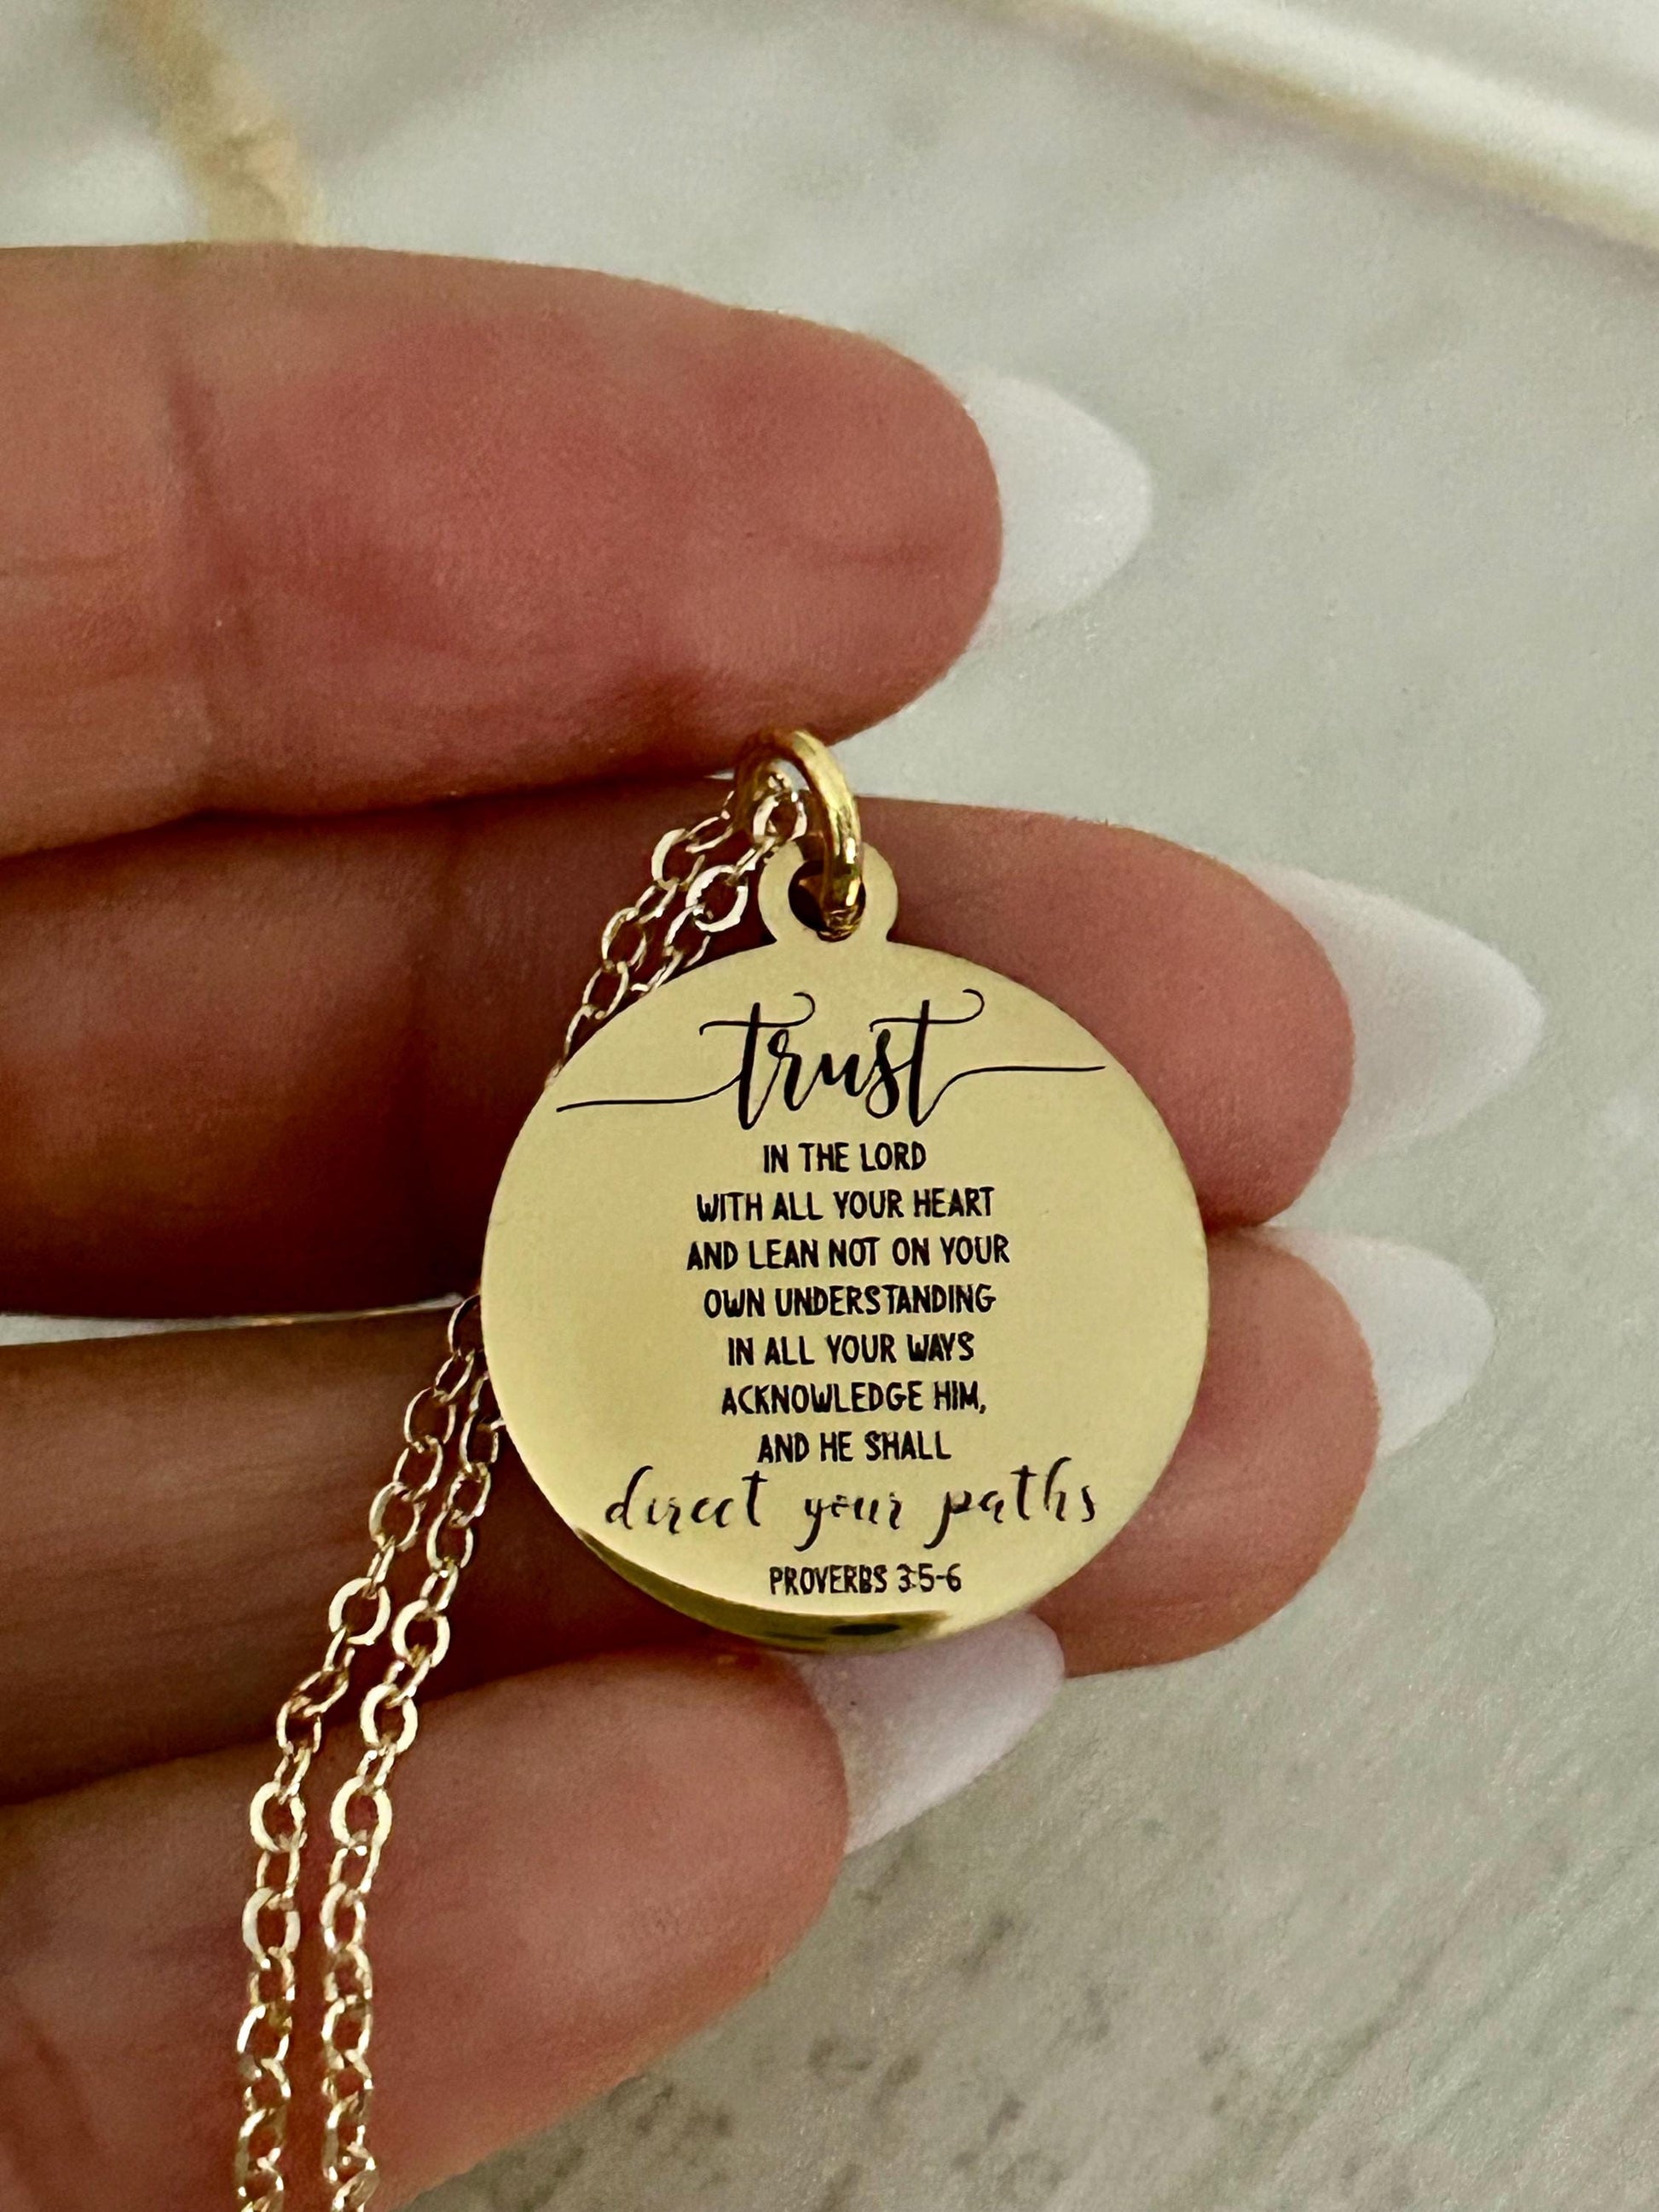 trust
IN THE LORD
WITH ALL YOUR HEART
AND LEAN NOT ON YOUR
OWN UNDERSTANDING
IN ALL YOUR WAYS
ACKNOWLEDGE HIM,
AND HE SHALL
direct your paths
PROVERBS 3:5-6